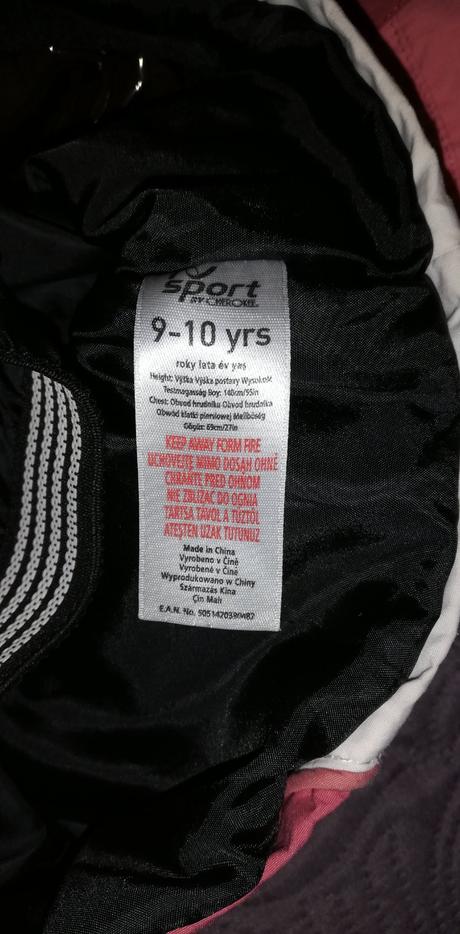 sport
BY CHEROKEE
9-10 yrs
roky lata év yaş
Height: Výška Výška postavy Wysokość
Testmagasság Boy: 140cm/55in
Chest: Obvod hrudníku Obvod hrudníka
Obwód klatki piersiowej Mellbőség
Göğüs: 69cm/27in
KEEP AWAY FORM FIRE
UCHOVEJTE MIMO DOSAH OHNĚ
CHRÁŇTE PRED OHŇOM
NIE ZBLIŻAĆ DO OGNIA
TARTSA TÁVOL A TŰZTŐL
ATEŞTEN UZAK TUTUNUZ
Made in China
Vyrobeno v Číně
Vyrobené v Číně
Wyprodukowano w Chiny
Származás Kína
Çin Malı
E.A.N. No. 5051420390482